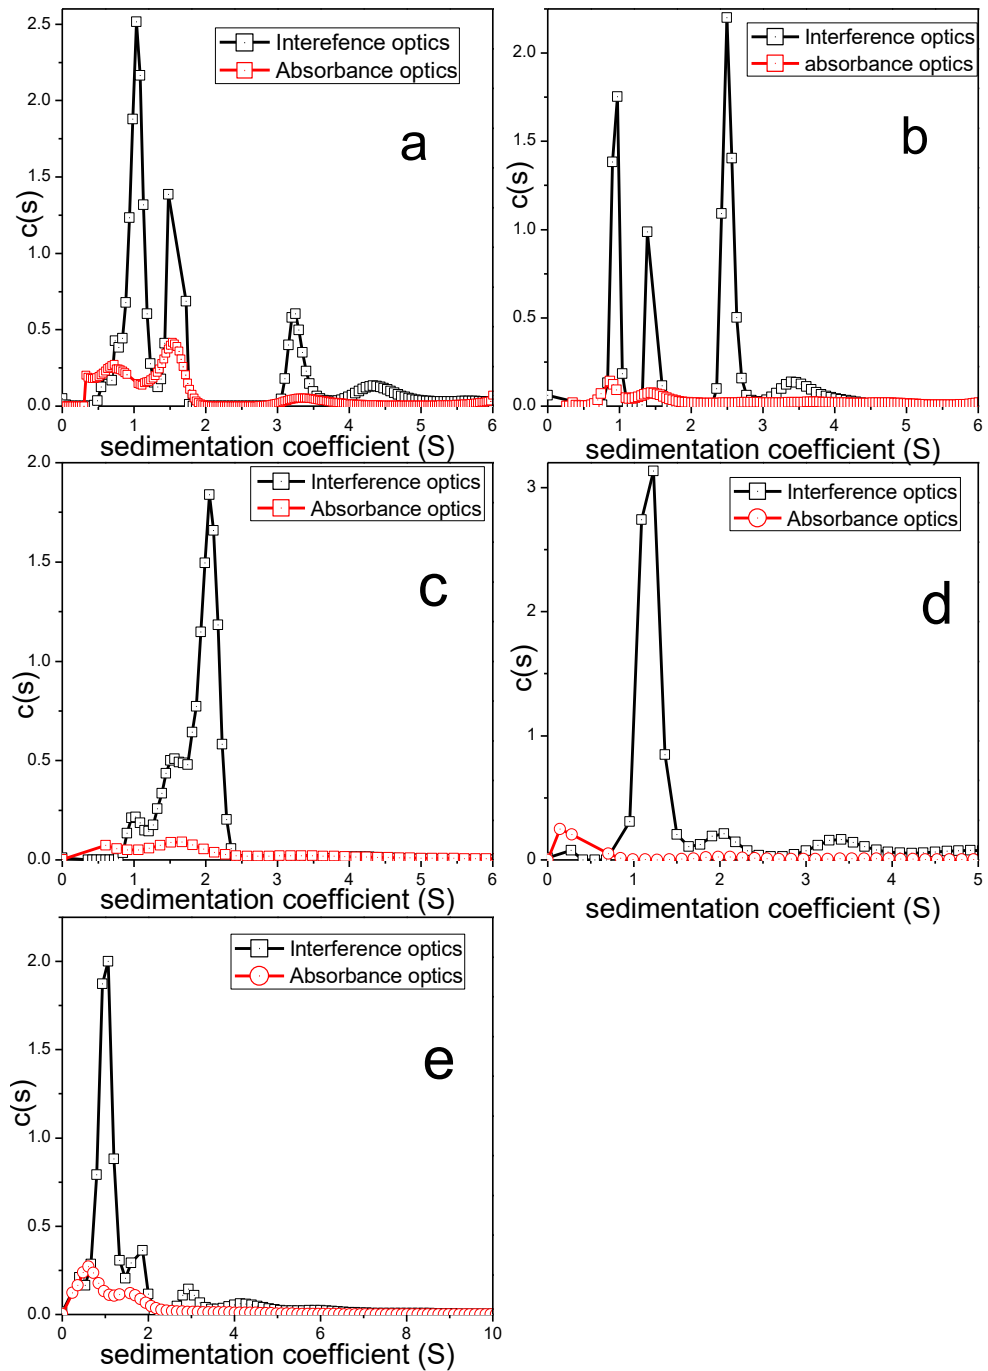 Interefence optics
Absorbance optics
a
c(s)
2.5
2.0
1.5
1.0
0.5
0.0
0 1 2 3 4 5 6
sedimentation coefficient (S)
Interference optics
absorbance optics
b
c(s)
2.0
1.5
1.0
0.5
0.0
0 1 2 3 4 5 6
sedimentation coefficient (S)
Interference optics
Absorbance optics
c
c(s)
2.0
1.5
1.0
0.5
0.0
0 1 2 3 4 5 6
sedimentation coefficient (S)
Interference optics
Absorbance optics
d
c(s)
3
2
1
0
0 1 2 3 4 5
sedimentation coefficient (S)
Interference optics
Absorbance optics
e
c(s)
2.0
1.5
1.0
0.5
0.0
0 2 4 6 8 10
sedimentation coefficient (S)